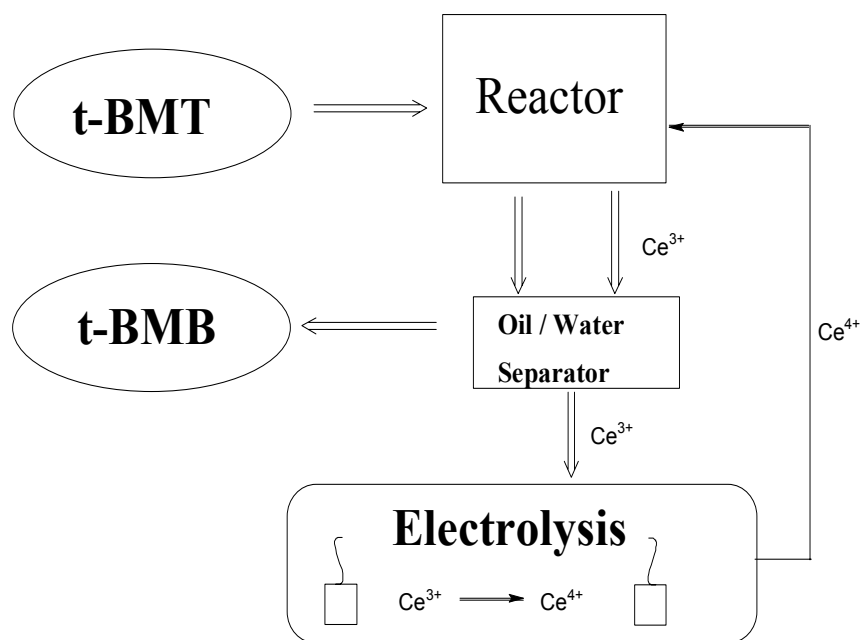 t-BMT
Reactor
Ce³⁺
t-BMB
Oil / Water
Separator
Ce⁴⁺
Ce³⁺
Electrolysis
Ce³⁺
Ce⁴⁺